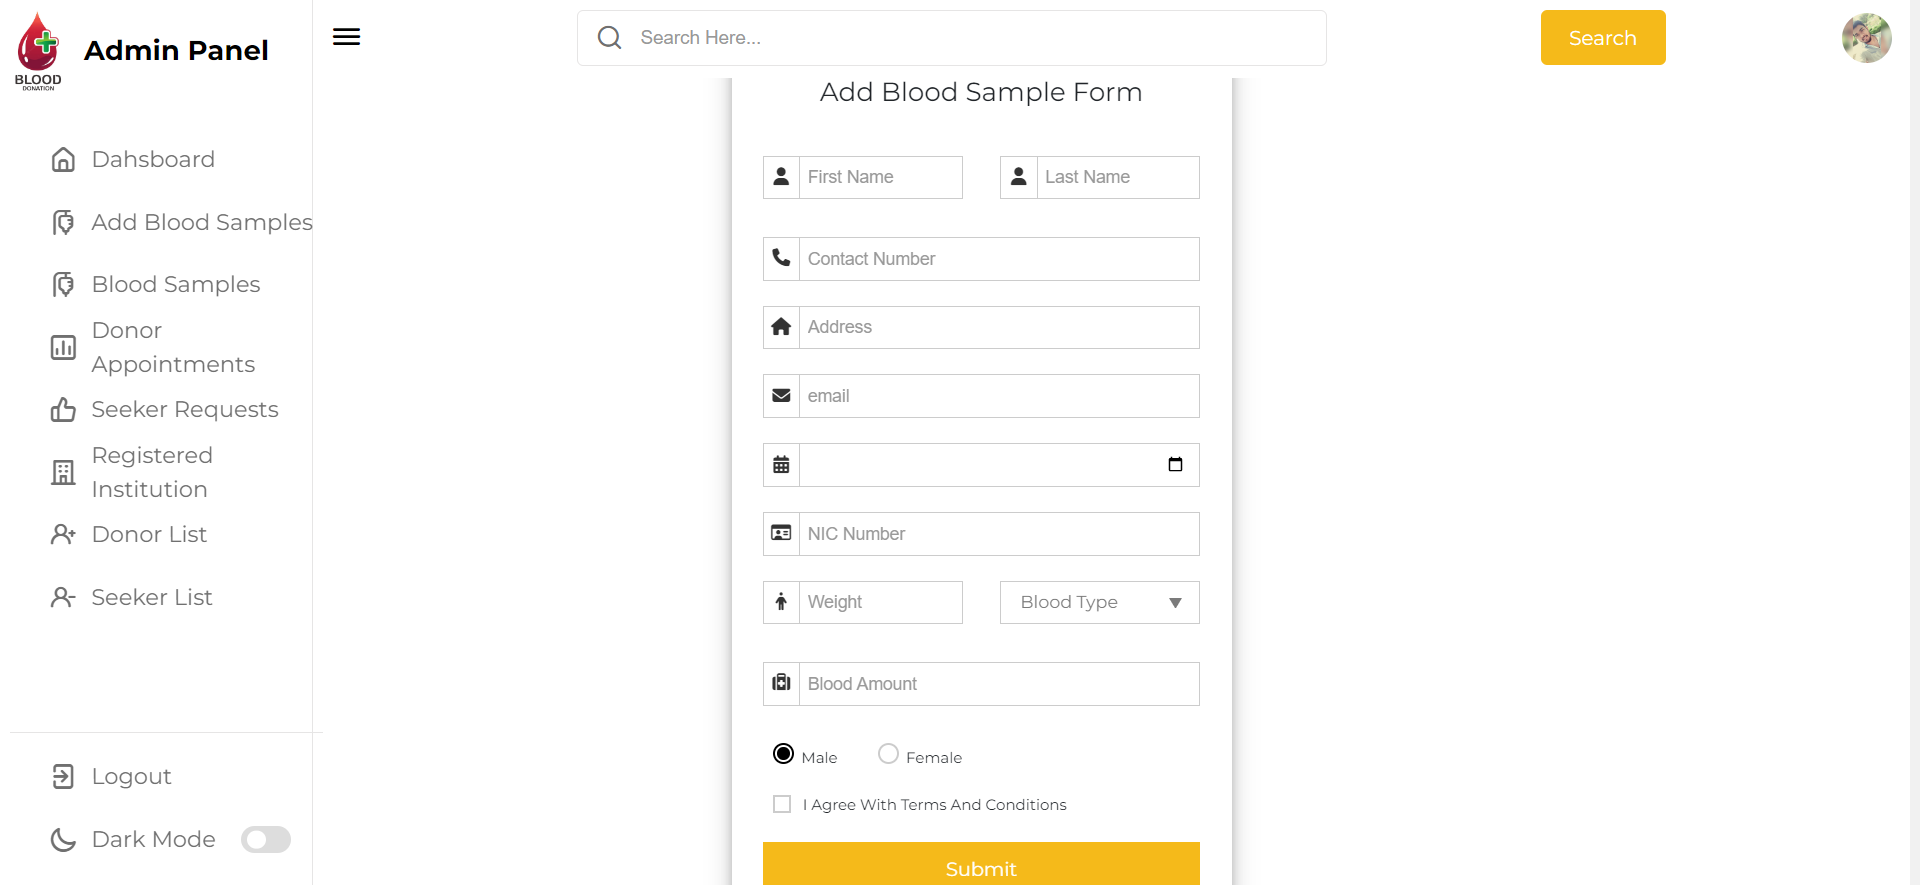 BLOOD
DONATION
Admin Panel
Search Here...
Search
Dahsboard
Add Blood Samples
Blood Samples
Donor
Appointments
Seeker Requests
Registered
Institution
Donor List
Seeker List
Logout
Dark Mode
Add Blood Sample Form
First Name
Last Name
Contact Number
Address
email
NIC Number
Weight
Blood Type
Blood Amount
Male
Female
I Agree With Terms And Conditions
Submit